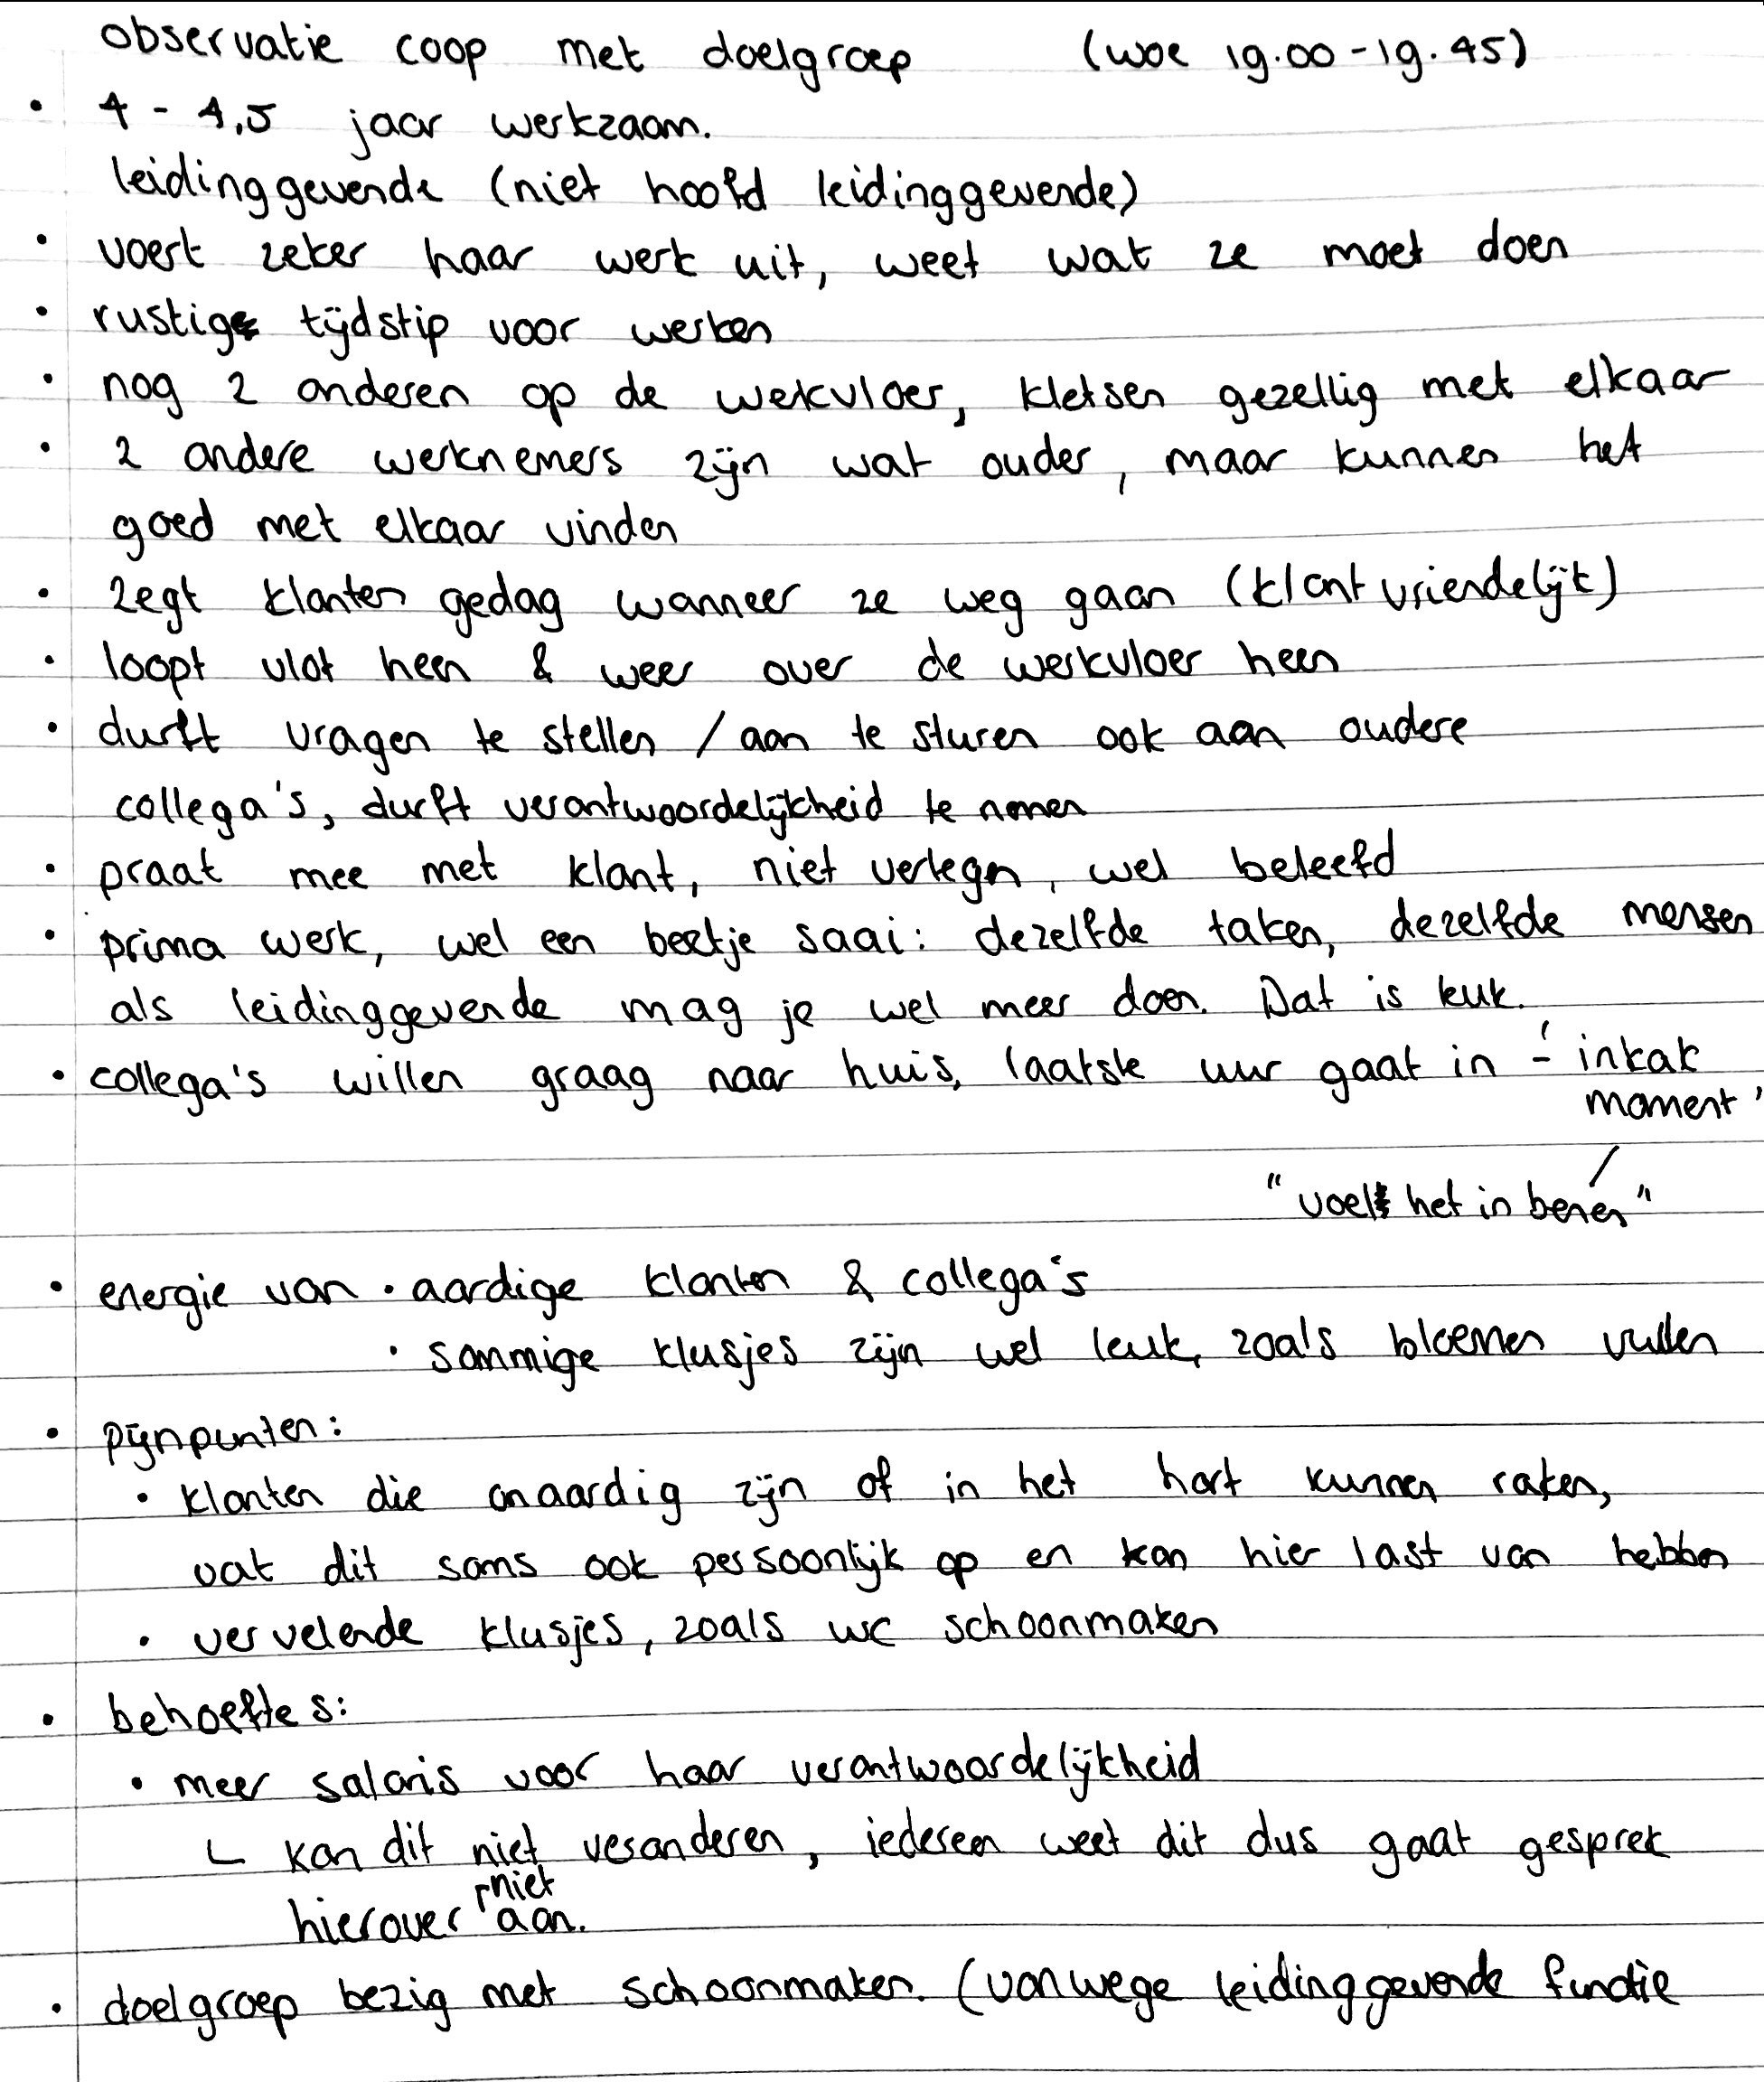 observatie coop met doelgroep (woe 19.00-19.45)
• 4 - 4,5 jaar werkzaam.
leidinggevende (niet hoofd leidinggevende)
• voert zeker haar werk uit, weet wat ze moet doen
• rustige tijdstip voor werken
• nog 2 anderen op de wekvloer, kletsen gezellig met elkaar
• 2 andere werknemers zijn wat ouder, maar kunnen het
goed met elkaar vinden
• zegt klanten gedag wanneer ze weg gaan (klantvriendelijk)
• loopt vlot heen & weer over de werkvloer heen
• durft vragen te stellen / aan te sturen ook aan oudere
collega's, durft verantwoordelijkheid te nemen
• praat mee met klant, niet verlegn, wel beleefd
• prima werk, wel een beetje saai: dezelfde taken, dezelfde mensen
als leidinggevende mag je wel meer doen. Dat is leuk.
• collega's willen graag naar huis, laatste uur gaat in - 'inkak
moment'
"voelt het in benen"
• energie van • aardige klanten & collega's
• sommige klusjes zijn wel leuk, zoals bloemen vullen
• pijnpunten:
• klanten die onaardig zijn of in het hart kunnen raken,
vat dit soms ook persoonlijk op en kan hier last van hebben
• vervelende klusjes, zoals wc schoonmaken
• behoeftes:
• meer salaris voor haar verantwoordelijkheid
└ kan dit niet veranderen, iedereen weet dit dus gaat gesprek
hierover niet aan.
• doelgroep bezig met schoonmaken. (vanwege leidinggevende functie